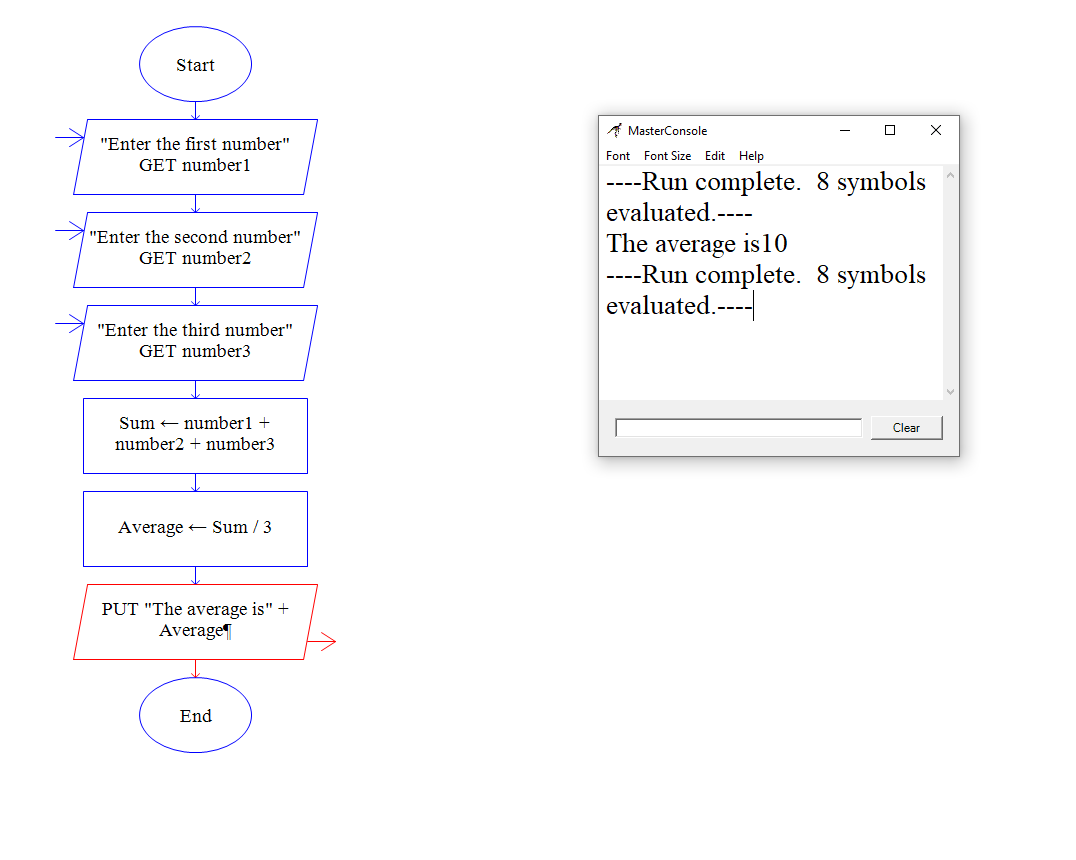 Start
"Enter the first number"
GET number1
"Enter the second number"
GET number2
"Enter the third number"
GET number3
Sum ← number1 +
number2 + number3
Average ← Sum / 3
PUT "The average is" +
Average¶
End
MasterConsole
Font Font Size Edit Help
----Run complete.  8 symbols
evaluated.----
The average is10
----Run complete.  8 symbols
evaluated.----
Clear